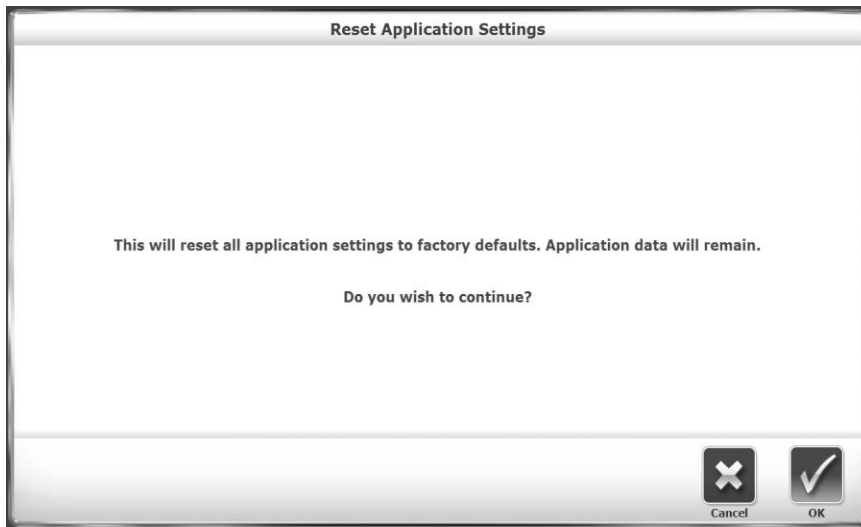 Reset Application Settings
This will reset all application settings to factory defaults. Application data will remain.
Do you wish to continue?
Cancel
OK